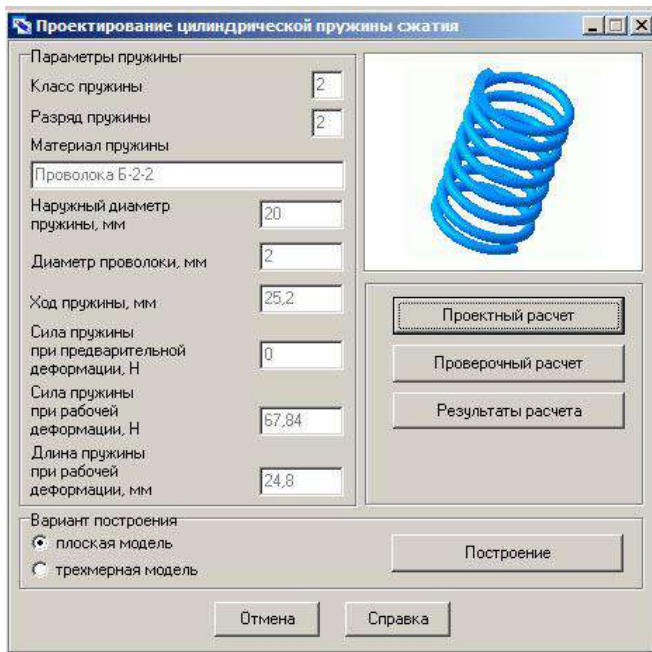 Проектирование цилиндрической пружины сжатия
Параметры пружины
Класс пружины
2
Разряд пружины
2
Материал пружины
Проволока Б-2-2
Наружный диаметр
пружины, мм
20
Диаметр проволоки, мм
2
Ход пружины, мм
25,2
Сила пружины
при предварительной
деформации, Н
0
Сила пружины
при рабочей
деформации, Н
67,84
Длина пружины
при рабочей
деформации, мм
24,8
Проектный расчет
Проверочный расчет
Результаты расчета
Вариант построения
плоская модель
трехмерная модель
Построение
Отмена
Справка